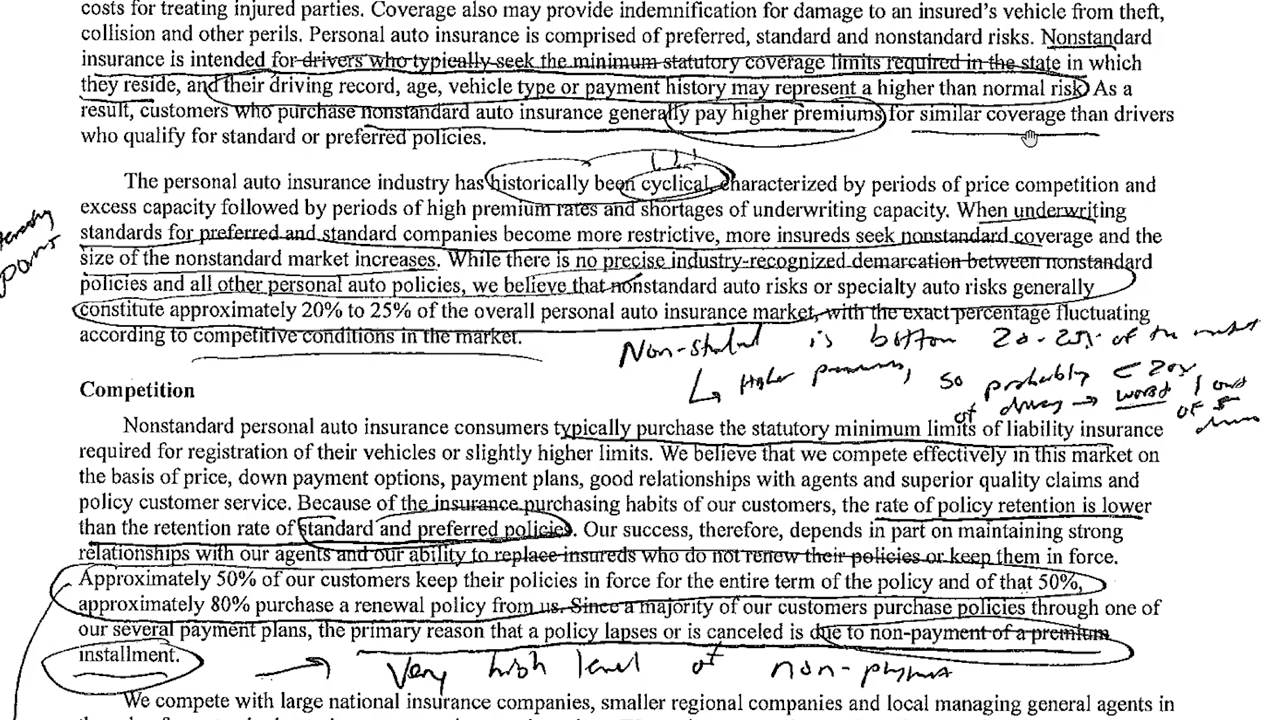 costs for treating injured parties. Coverage also may provide indemnification for damage to an insured's vehicle from theft,
collision and other perils. Personal auto insurance is comprised of preferred, standard and nonstandard risks. Nonstandard
insurance is intended for drivers who typically seek the minimum statutory coverage limits required in the state in which
they reside, and their driving record, age, vehicle type or payment history may represent a higher than normal risk. As a
result, customers who purchase nonstandard auto insurance generally pay higher premiums for similar coverage than drivers
who qualify for standard or preferred policies.
The personal auto insurance industry has historically been cyclical, characterized by periods of price competition and
excess capacity followed by periods of high premium rates and shortages of underwriting capacity. When underwriting
standards for preferred and standard companies become more restrictive, more insureds seek nonstandard coverage and the
size of the nonstandard market increases. While there is no precise industry-recognized demarcation between nonstandard
policies and all other personal auto policies, we believe that nonstandard auto risks or specialty auto risks generally
constitute approximately 20% to 25% of the overall personal auto insurance market, with the exact percentage fluctuating
according to competitive conditions in the market.
Non-standard is bottom 20-25% of the market
↳ Higher premiums, so probably < 20%
of drivers → worst 1 out
of 5 drivers
Competition
Nonstandard personal auto insurance consumers typically purchase the statutory minimum limits of liability insurance
required for registration of their vehicles or slightly higher limits. We believe that we compete effectively in this market on
the basis of price, down payment options, payment plans, good relationships with agents and superior quality claims and
policy customer service. Because of the insurance purchasing habits of our customers, the rate of policy retention is lower
than the retention rate of standard and preferred policies. Our success, therefore, depends in part on maintaining strong
relationships with our agents and our ability to replace insureds who do not renew their policies or keep them in force.
Approximately 50% of our customers keep their policies in force for the entire term of the policy and of that 50%,
approximately 80% purchase a renewal policy from us. Since a majority of our customers purchase policies through one of
our several payment plans, the primary reason that a policy lapses or is canceled is due to non-payment of a premium
installment.
→ Very high level of non-payment
We compete with large national insurance companies, smaller regional companies and local managing general agents in